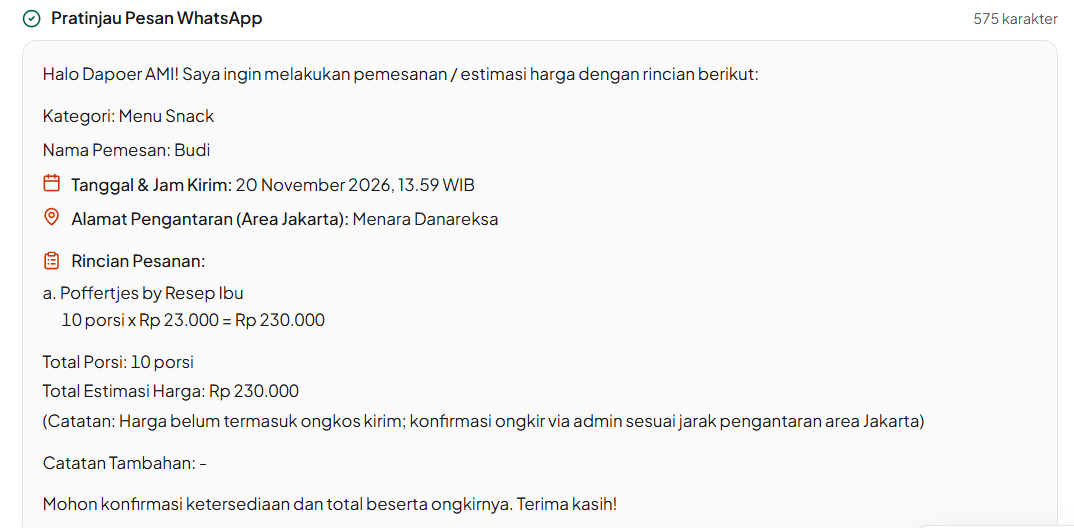 Pratinjau Pesan WhatsApp
575 karakter
Halo Dapoer AMI! Saya ingin melakukan pemesanan / estimasi harga dengan rincian berikut:
Kategori: Menu Snack
Nama Pemesan: Budi
Tanggal & Jam Kirim: 20 November 2026, 13.59 WIB
Alamat Pengantaran (Area Jakarta): Menara Danareksa
Rincian Pesanan:
a. Poffertjes by Resep Ibu
10 porsi x Rp 23.000 = Rp 230.000
Total Porsi: 10 porsi
Total Estimasi Harga: Rp 230.000
(Catatan: Harga belum termasuk ongkos kirim; konfirmasi ongkir via admin sesuai jarak pengantaran area Jakarta)
Catatan Tambahan: -
Mohon konfirmasi ketersediaan dan total beserta ongkirnya. Terima kasih!